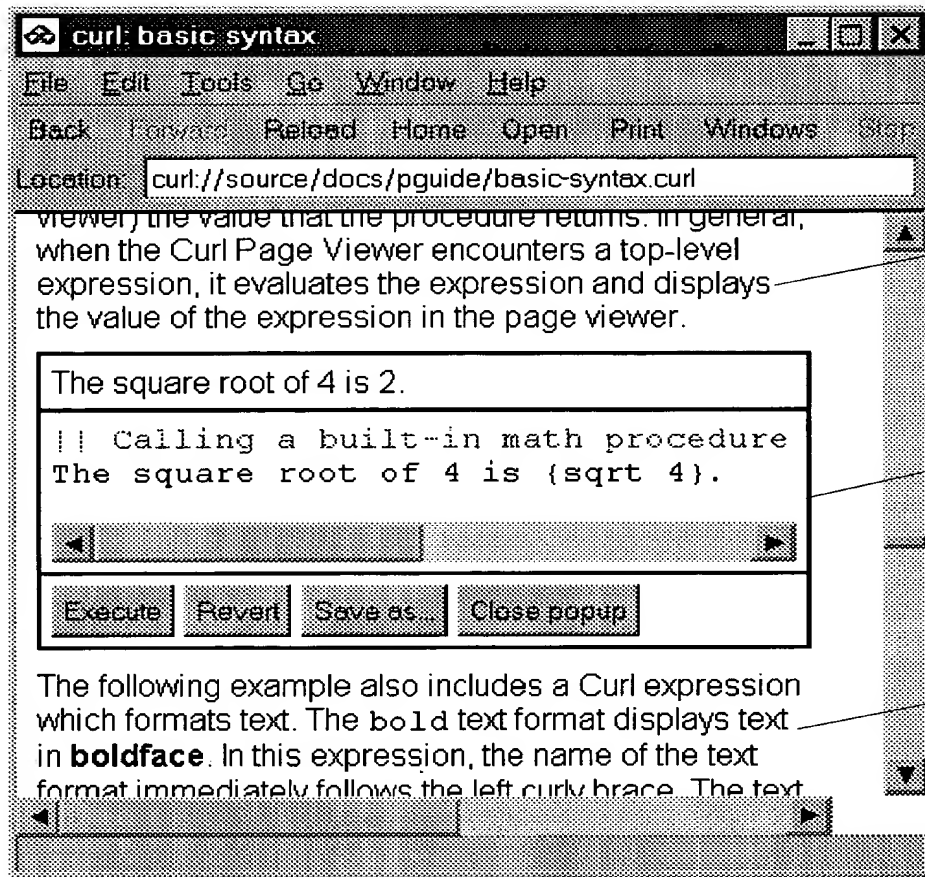 curl: basic syntax
File Edit Tools Go Window Help
Back Forward Reload Home Open Print Windows Stop
Location: curl://source/docs/pguide/basic-syntax.curl
viewer) the value that the procedure returns. In general,
when the Curl Page Viewer encounters a top-level
expression, it evaluates the expression and displays
the value of the expression in the page viewer.
The square root of 4 is 2.
|| Calling a built-in math procedure
The square root of 4 is {sqrt 4}.
Execute Revert Save as... Close popup
The following example also includes a Curl expression
which formats text. The bold text format displays text
in boldface. In this expression, the name of the text
format immediately follows the left curly brace. The text